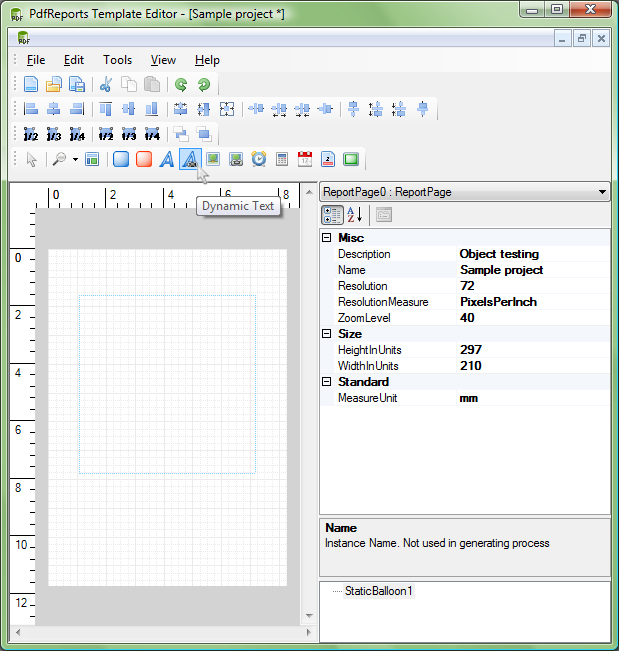 PdfReports Template Editor - [Sample project *]
PDF
PDF
File Edit Tools View Help
1/2 1/3 1/4 1/2 1/3 1/4
A A
2
Dynamic Text
0 2 4 6 8
0
2
4
6
8
10
12
ReportPage0 : ReportPage
A Z
Misc
Description Object testing
Name Sample project
Resolution 72
ResolutionMeasure PixelsPerInch
ZoomLevel 40
Size
HeightInUnits 297
WidthInUnits 210
Standard
MeasureUnit mm
Name
Instance Name. Not used in generating process
StaticBalloon1